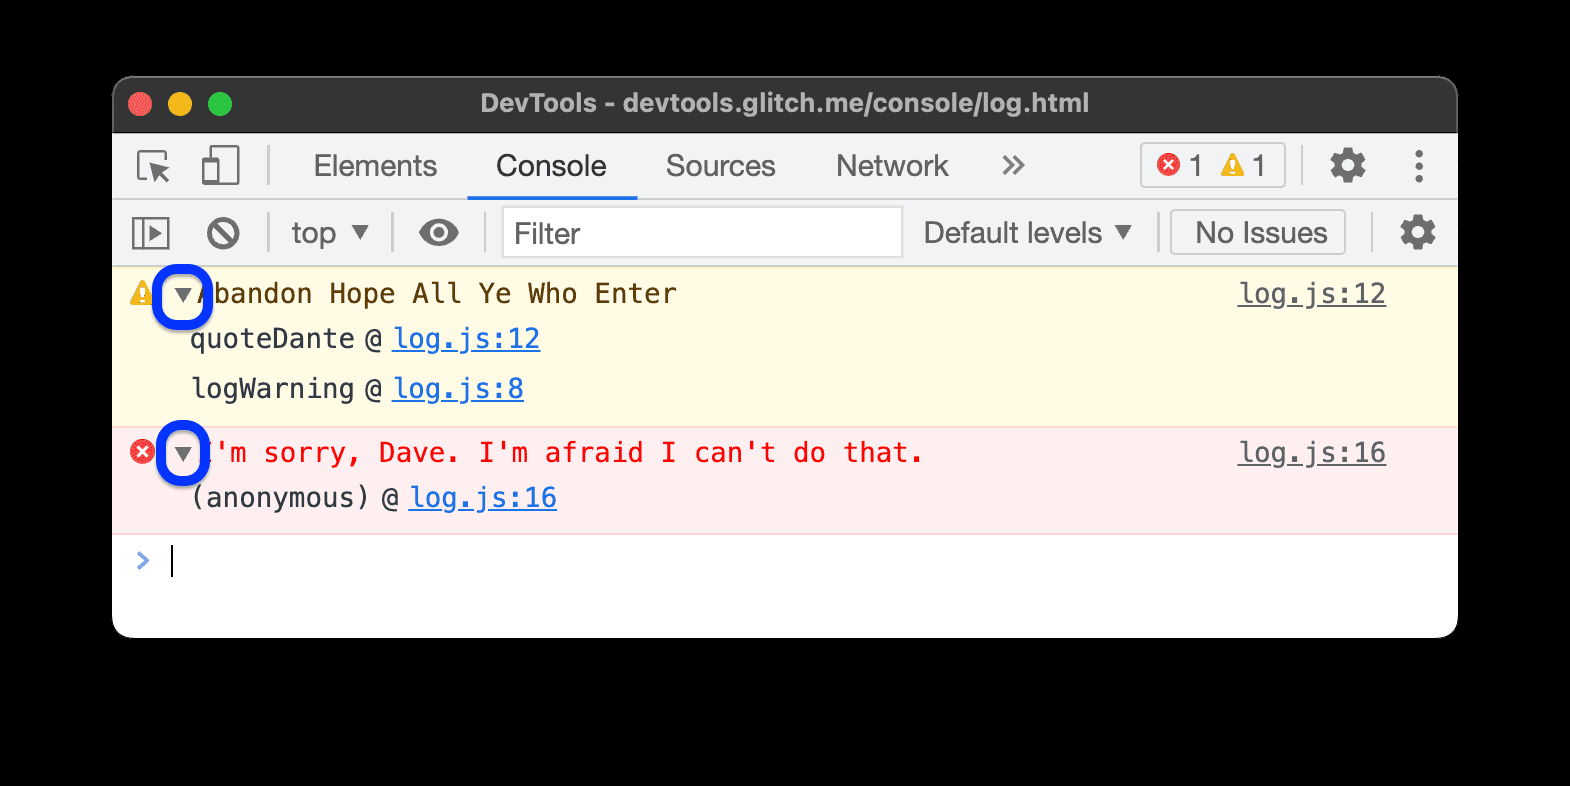 DevTools - devtools.glitch.me/console/log.html
Elements Console Sources Network » 1 1
top Filter Default levels No Issues
Abandon Hope All Ye Who Enter log.js:12
quoteDante @ log.js:12
logWarning @ log.js:8
I'm sorry, Dave. I'm afraid I can't do that. log.js:16
(anonymous) @ log.js:16
>